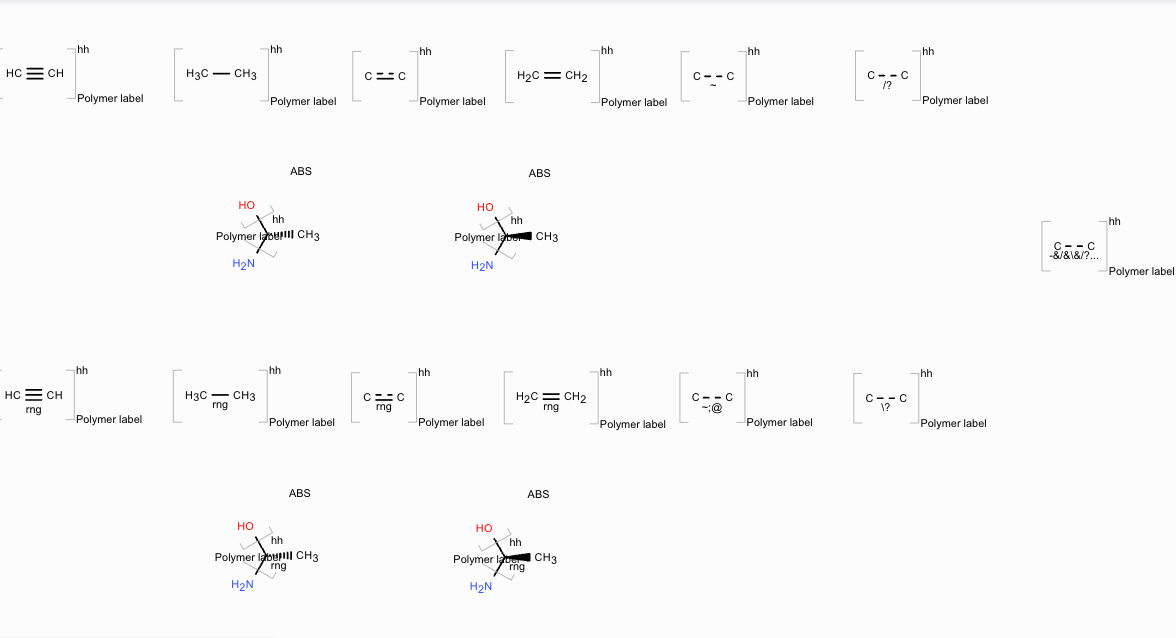 hh hh hh hh hh hh
HC CH H3C CH3 C C H2C CH2 C C C C
~ /?
Polymer label Polymer label Polymer label Polymer label Polymer label Polymer label
ABS ABS
HO HO
hh hh hh
Polymer label CH3 Polymer label CH3
C C
-&/&\&/?...
H2N H2N
Polymer label
hh hh hh hh hh hh
HC CH H3C CH3 C C H2C CH2 C C C C
rng rng rng rng ~;@ \?
Polymer label Polymer label Polymer label Polymer label Polymer label Polymer label
ABS ABS
HO HO
hh hh
Polymer label CH3 Polymer label CH3
rng rng
H2N H2N